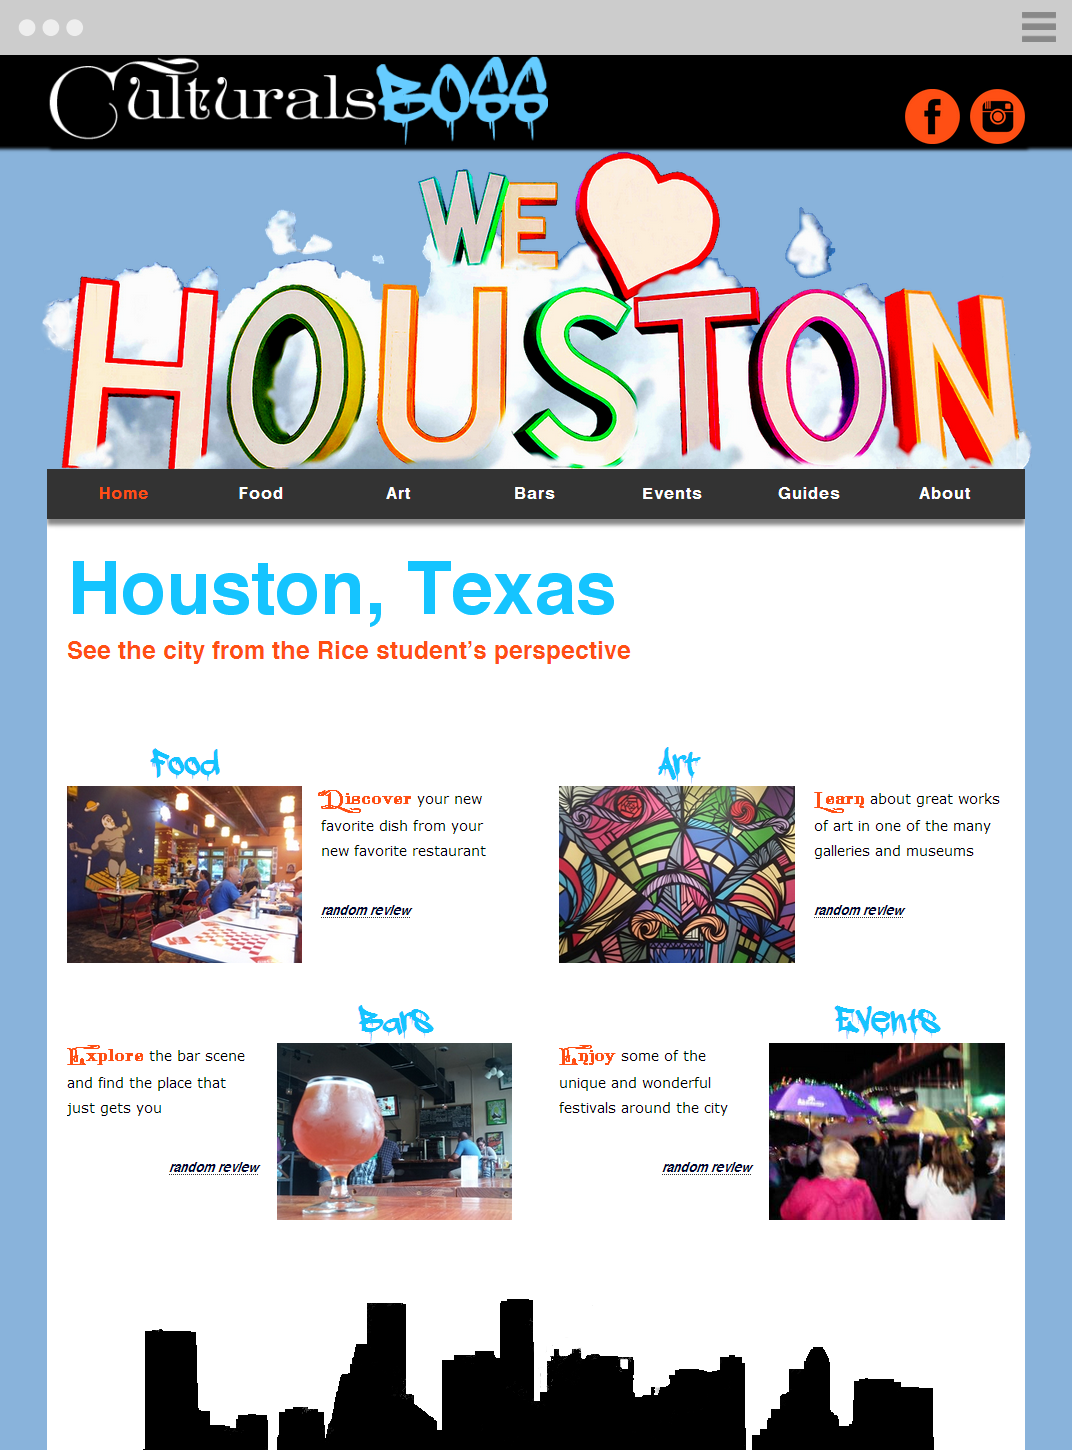 CulturalsBOSS
WE
HOUSTON
Home Food Art Bars Events Guides About
Houston, Texas
See the city from the Rice student’s perspective
Food
Discover your new
favorite dish from your
new favorite restaurant
random review
Art
Learn about great works
of art in one of the many
galleries and museums
random review
Bars
Explore the bar scene
and find the place that
just gets you
random review
Events
Enjoy some of the
unique and wonderful
festivals around the city
random review